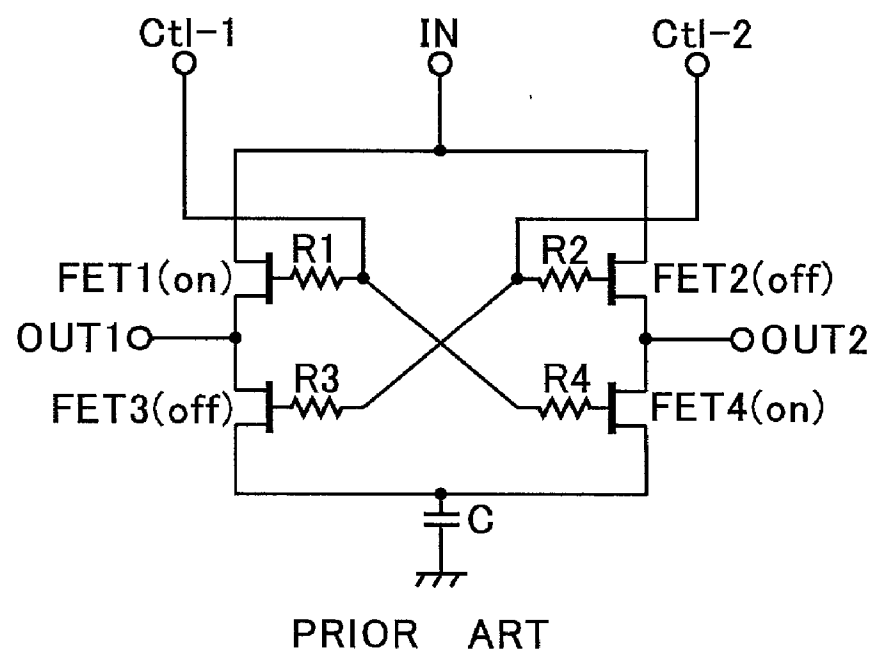 Ctl-1
IN
Ctl-2
R1
R2
FET1(on)
FET2(off)
OUT1
OUT2
R3
R4
FET3(off)
FET4(on)
C
PRIOR ART